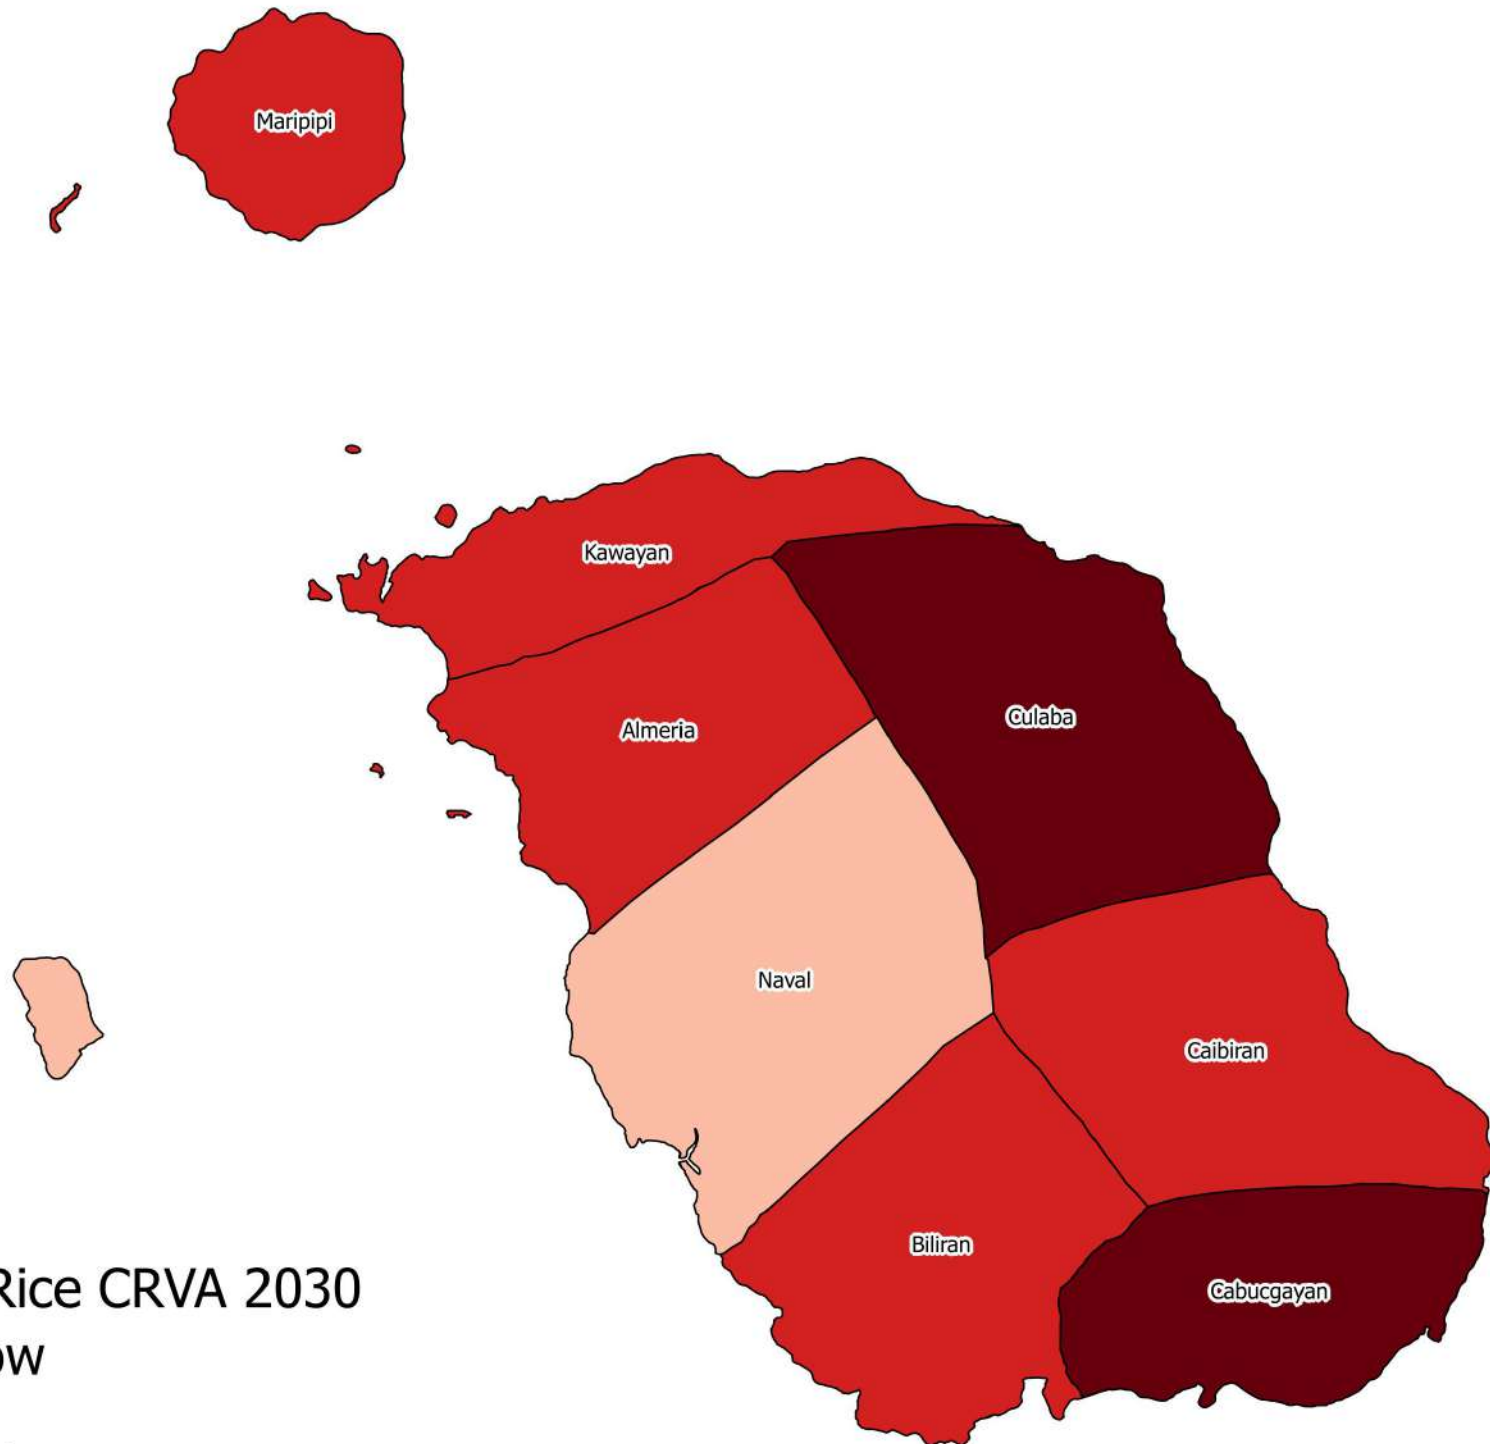 Maripipi
Kawayan
Culaba
Almeria
Naval
Caibiran
Biliran
Rice CRVA 2030
Cabucgayan
ow